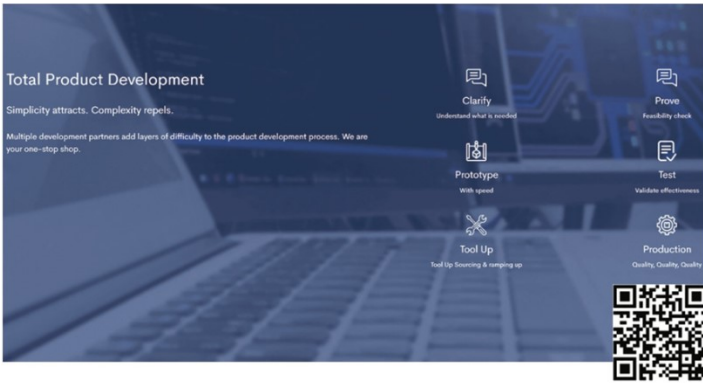 Total Product Development
Simplicity attracts. Complexity repels.
Multiple development partners add layers of difficulty to the product development process. We are
your one-stop shop.
Clarify
Understand what is needed
Prove
Feasibility check
Prototype
With speed
Test
Validate effectiveness
Tool Up
Tool Up Sourcing & ramping up
Production
Quality, Quality, Quality